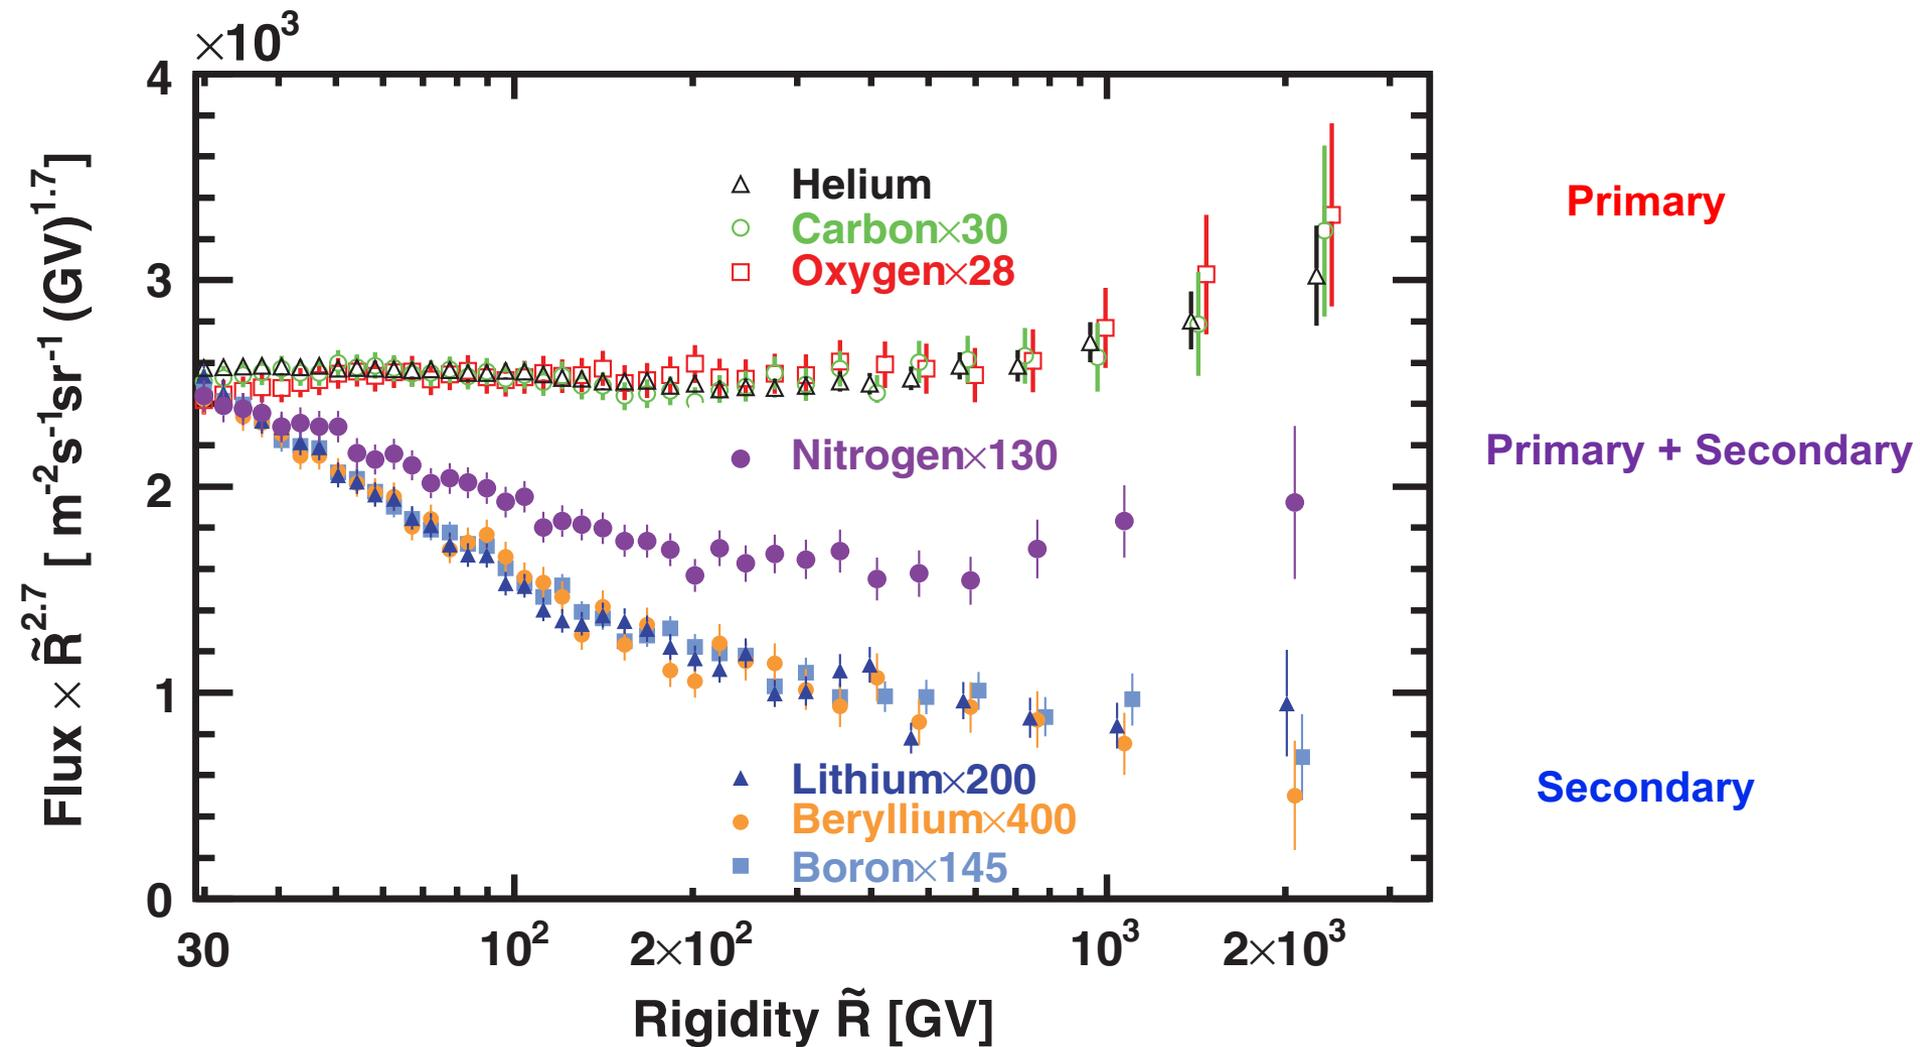 ×10³
4
3
2
1
0
Flux × R̃²·⁷ [ m⁻²s⁻¹sr⁻¹ (GV)¹·⁷]
Helium
Carbon×30
Oxygen×28
Nitrogen×130
Lithium×200
Beryllium×400
Boron×145
Primary
Primary + Secondary
Secondary
30 10² 2×10² 10³ 2×10³
Rigidity R̃ [GV]